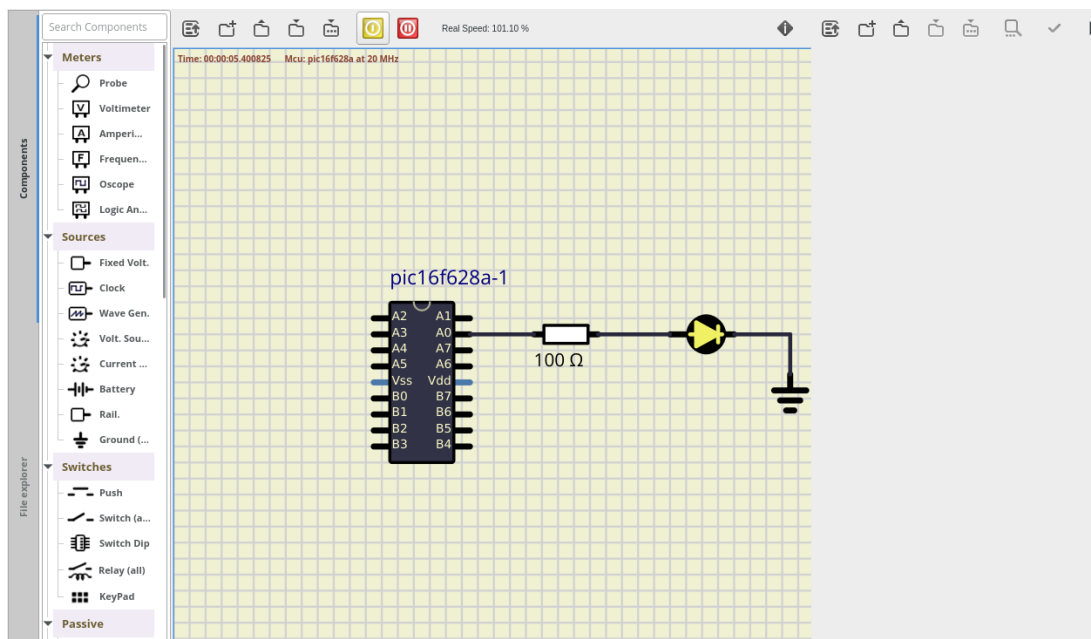 Search Components
Real Speed: 101.10 %
Components
File explorer
Meters
Probe
Voltimeter
Amperi...
Frequen...
Oscope
Logic An...
Sources
Fixed Volt.
Clock
Wave Gen.
Volt. Sou...
Current ...
Battery
Rail.
Ground (...
Switches
Push
Switch (a...
Switch Dip
Relay (all)
KeyPad
Passive
Time: 00:00:05.400825 Mcu: pic16f628a at 20 MHz
pic16f628a-1
A2 A1
A3 A0
A4 A7
A5 A6
Vss Vdd
B0 B7
B1 B6
B2 B5
B3 B4
100 Ω